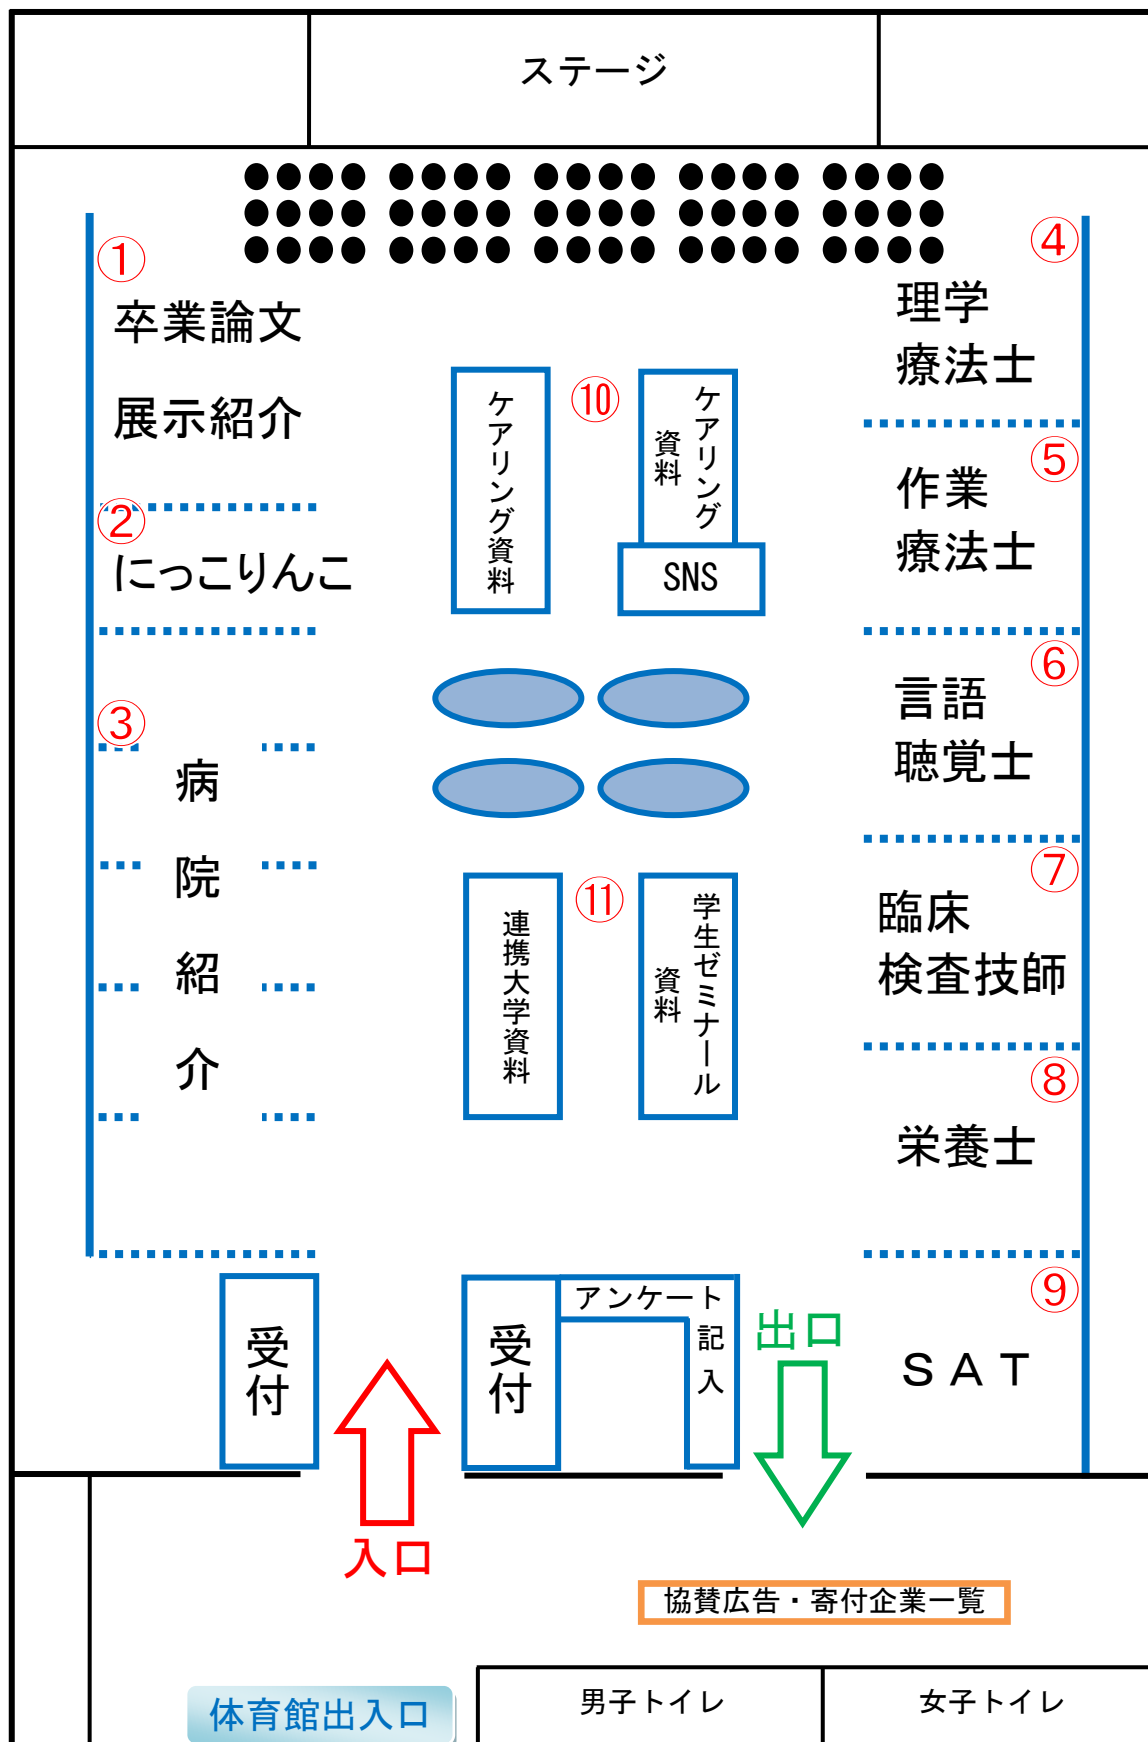 ステージ
①
卒業論文
展示紹介
②
にっこりんこ
③
病院紹介
④
理学
療法士
⑤
作業
療法士
⑥
言語
聴覚士
⑦
臨床
検査技師
⑧
栄養士
⑨
ＳＡＴ
⑩
ケアリング資料
ケアリング
資料
SNS
⑪
連携大学資料
学生ゼミナール
資料
受付
受付
アンケート
記入
入口
出口
協賛広告・寄付企業一覧
体育館出入口
男子トイレ
女子トイレ